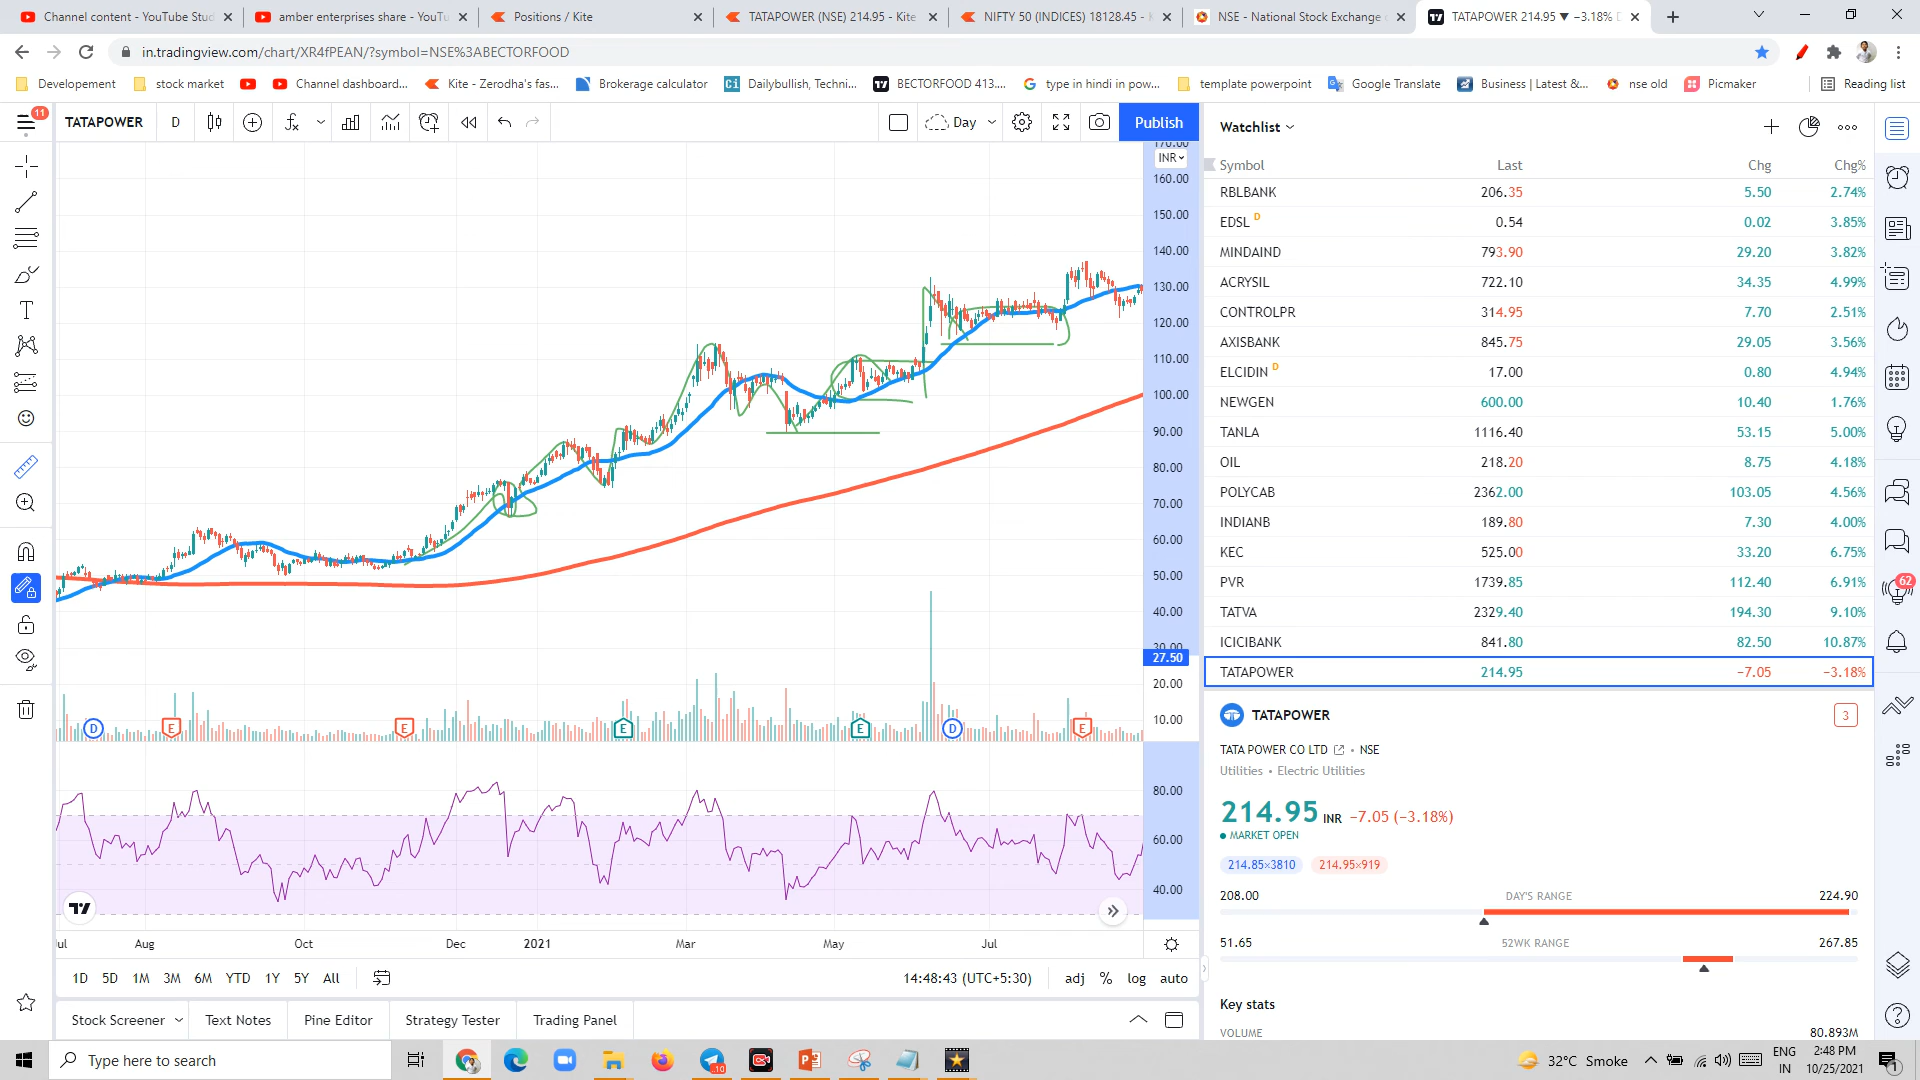 Channel content - YouTube Stud
amber enterprises share - YouTu
Positions / Kite
TATAPOWER (NSE) 214.95 - Kite
NIFTY 50 (INDICES) 18128.45 - K
NSE - National Stock Exchange o
TATAPOWER 214.95 ▼ −3.18% D
in.tradingview.com/chart/XR4fPEAN/?symbol=NSE%3ABECTORFOOD
Developement
stock market
Channel dashboard...
Kite - Zerodha's fas...
Brokerage calculator
Dailybullish, Techni...
BECTORFOOD 413....
type in hindi in pow...
template powerpoint
Google Translate
Business | Latest &...
nse old
Picmaker
Reading list
11
TATAPOWER
D
Day
Publish
INR
170.00
160.00
150.00
140.00
130.00
120.00
110.00
100.00
90.00
80.00
70.00
60.00
50.00
40.00
30.00
27.50
20.00
10.00
D
E
E
E
E
D
E
80.00
60.00
40.00
Jul
Aug
Oct
Dec
2021
Mar
May
Jul
1D
5D
1M
3M
6M
YTD
1Y
5Y
All
14:48:43 (UTC+5:30)
adj
%
log
auto
Stock Screener
Text Notes
Pine Editor
Strategy Tester
Trading Panel
Watchlist
Symbol Last Chg Chg%
RBLBANK 206.35 5.50 2.74%
EDSL D 0.54 0.02 3.85%
MINDAIND 793.90 29.20 3.82%
ACRYSIL 722.10 34.35 4.99%
CONTROLPR 314.95 7.70 2.51%
AXISBANK 845.75 29.05 3.56%
ELCIDIN D 17.00 0.80 4.94%
NEWGEN 600.00 10.40 1.76%
TANLA 1116.40 53.15 5.00%
OIL 218.20 8.75 4.18%
POLYCAB 2362.00 103.05 4.56%
INDIANB 189.80 7.30 4.00%
KEC 525.00 33.20 6.75%
PVR 1739.85 112.40 6.91%
TATVA 2329.40 194.30 9.10%
ICICIBANK 841.80 82.50 10.87%
TATAPOWER 214.95 −7.05 −3.18%
TATAPOWER
3
TATA POWER CO LTD • NSE
Utilities • Electric Utilities
214.95 INR −7.05 (−3.18%)
MARKET OPEN
214.85×3810 214.95×919
208.00 DAY'S RANGE 224.90
51.65 52WK RANGE 267.85
Key stats
VOLUME 80.893M
62
Type here to search
10
32°C Smoke
ENG
IN
2:48 PM
10/25/2021
1